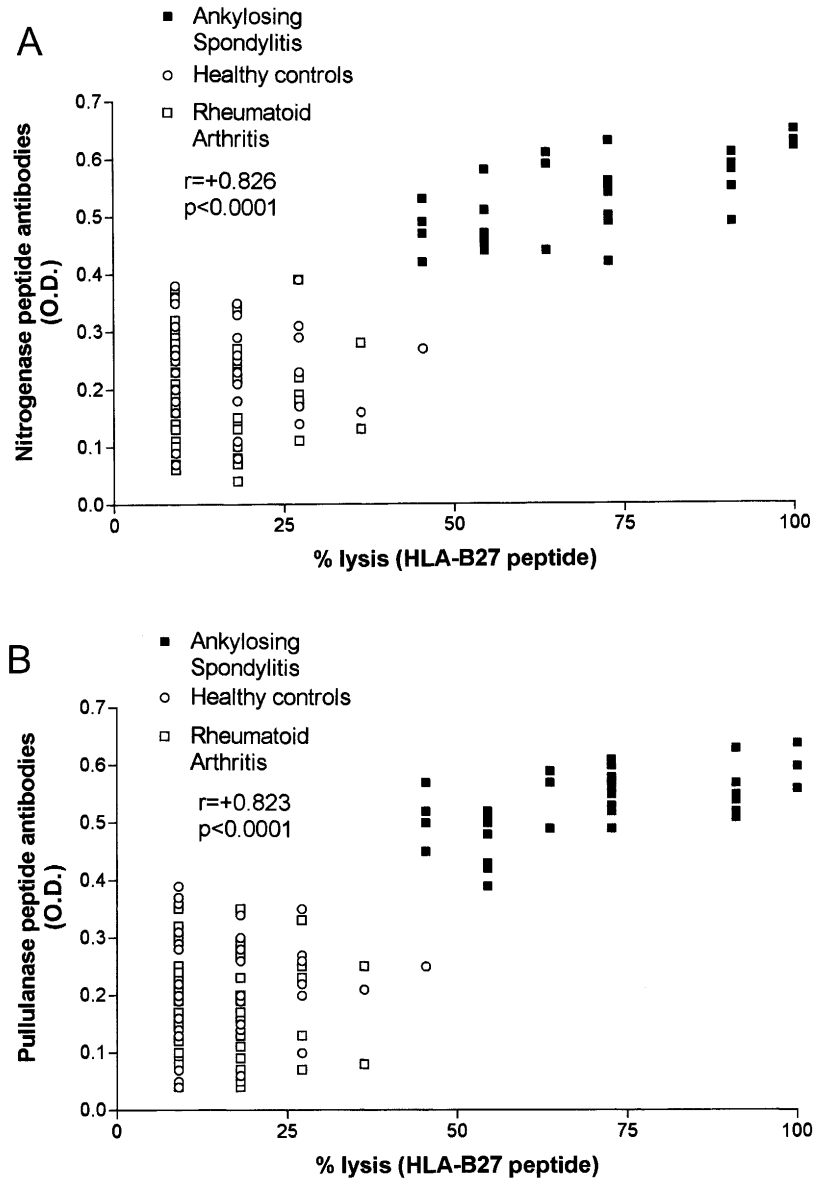 A
Ankylosing
Spondylitis
Healthy controls
Rheumatoid
Arthritis
r=+0.826
p<0.0001
Nitrogenase peptide antibodies
(O.D.)
0.7
0.6
0.5
0.4
0.3
0.2
0.1
0.0
0 25 50 75 100
% lysis (HLA-B27 peptide)
B
Ankylosing
Spondylitis
Healthy controls
Rheumatoid
Arthritis
r=+0.823
p<0.0001
Pullulanase peptide antibodies
(O.D.)
0.7
0.6
0.5
0.4
0.3
0.2
0.1
0.0
0 25 50 75 100
% lysis (HLA-B27 peptide)